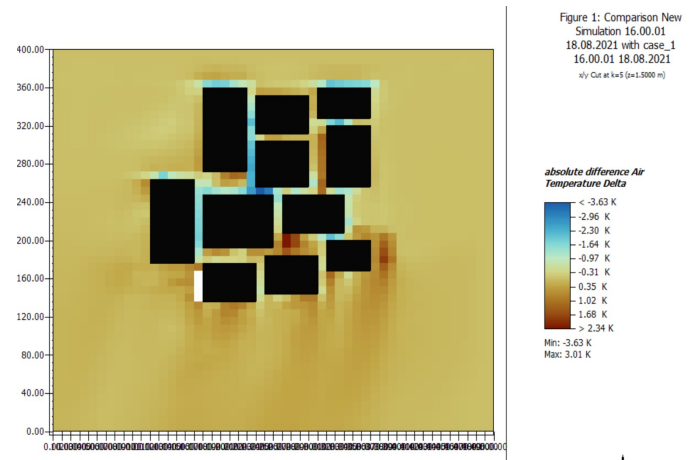 Figure 1: Comparison New
Simulation 16.00.01
18.08.2021 with case_1
16.00.01 18.08.2021
x/y Cut at k=5 (z=1.5000 m)
400.00
360.00
320.00
280.00
240.00
200.00
160.00
120.00
80.00
40.00
0.00
absolute difference Air
Temperature Delta
< -3.63 K
-2.96 K
-2.30 K
-1.64 K
-0.97 K
-0.31 K
0.35 K
1.02 K
1.68 K
> 2.34 K
Min: -3.63 K
Max: 3.01 K